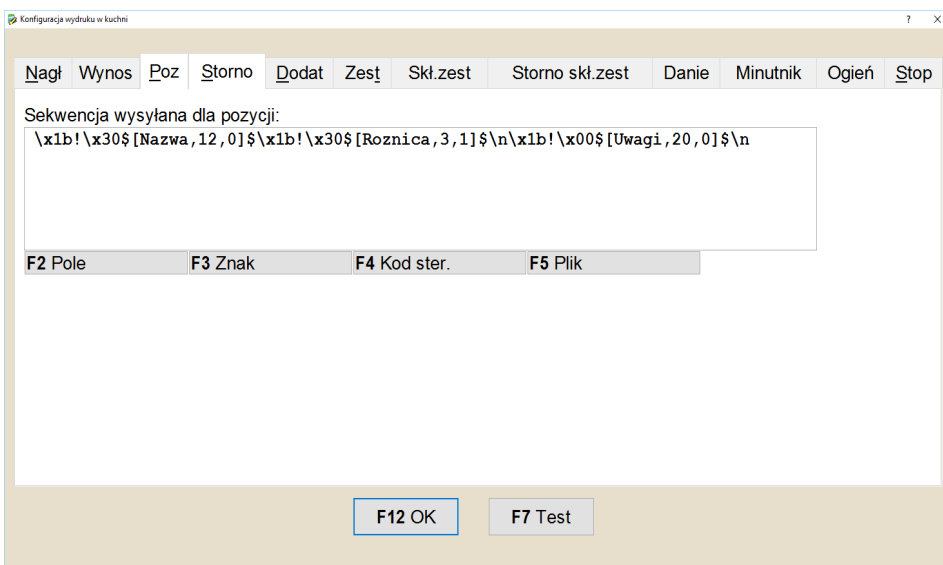 Konfiguracja wydruku w kuchni ? X
Nagł Wynos Poz Storno Dodat Zest Skł.zest Storno skł.zest Danie Minutnik Ogień Stop
Sekwencja wysyłana dla pozycji:
\x1b!\x30$[Nazwa,12,0]$\x1b!\x30$[Roznica,3,1]$\n\x1b!\x00$[Uwagi,20,0]$\n
F2 Pole F3 Znak F4 Kod ster. F5 Plik
F12 OK F7 Test